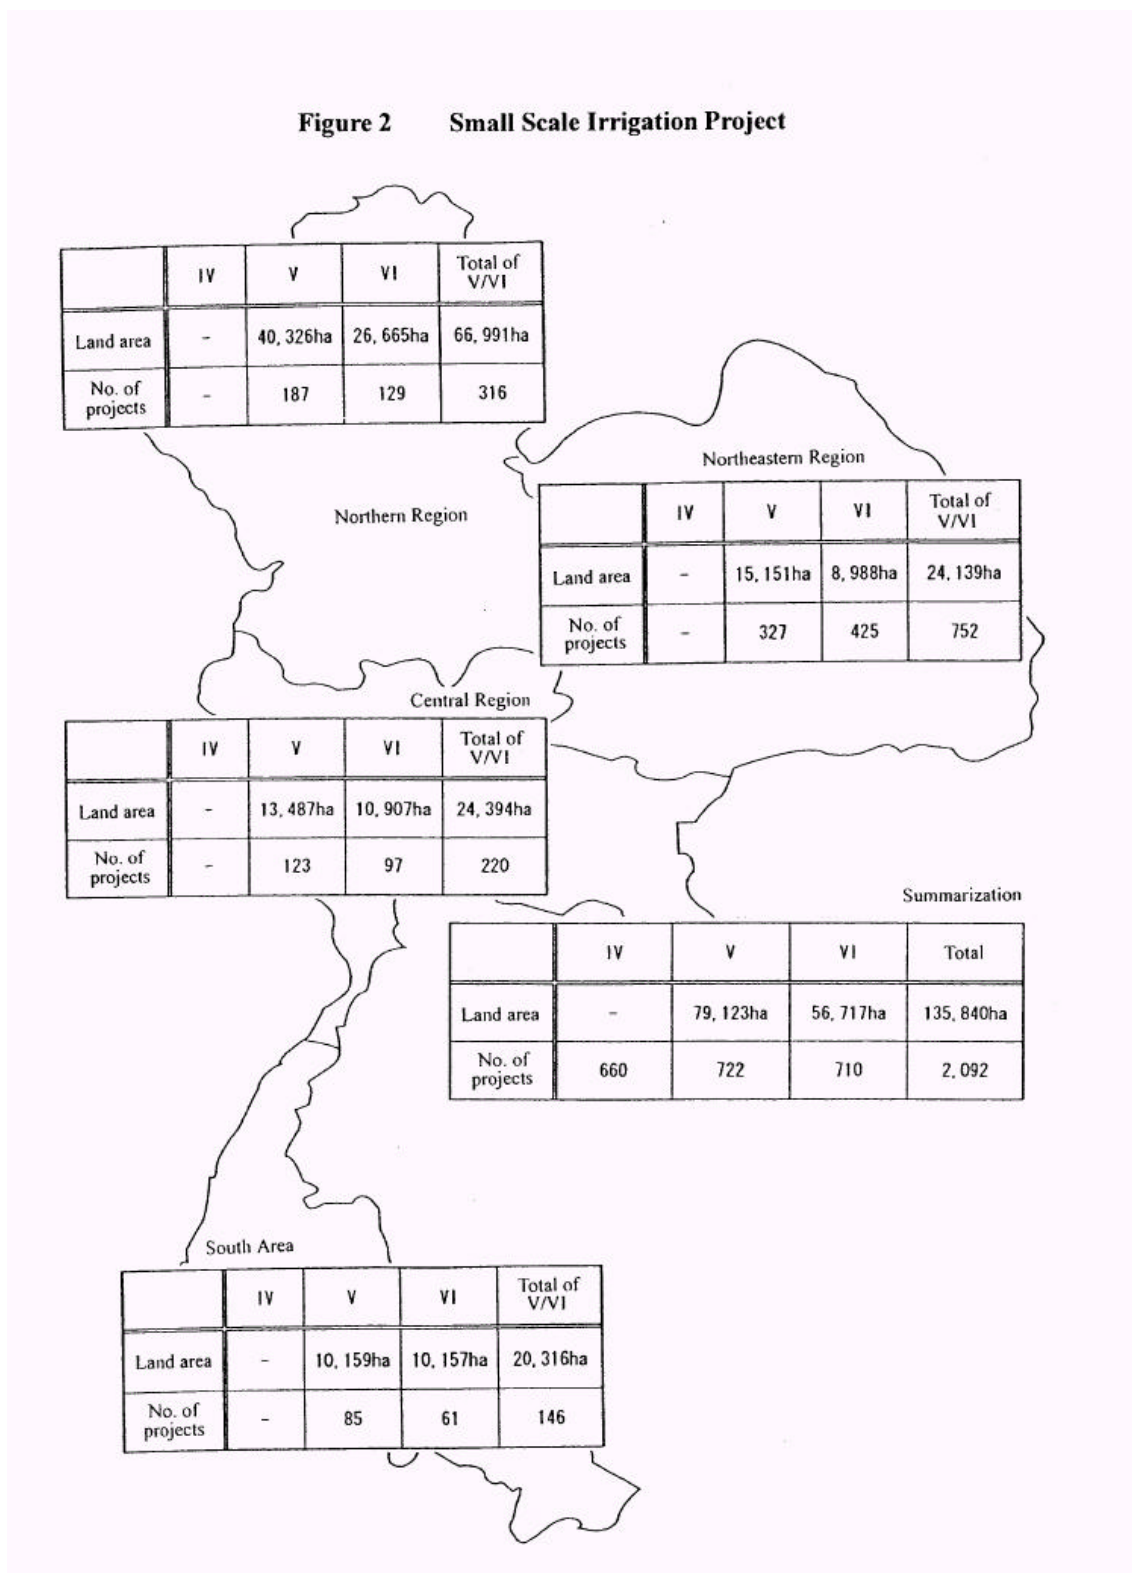 Figure 2 Small Scale Irrigation Project
IV V VI Total of V/VI
Land area - 40,326ha 26,665ha 66,991ha
No. of projects - 187 129 316
Northern Region
Northeastern Region
IV V VI Total of V/VI
Land area - 15,151ha 8,988ha 24,139ha
No. of projects - 327 425 752
Central Region
IV V VI Total of V/VI
Land area - 13,487ha 10,907ha 24,394ha
No. of projects - 123 97 220
Summarization
IV V VI Total
Land area - 79,123ha 56,717ha 135,840ha
No. of projects 660 722 710 2,092
South Area
IV V VI Total of V/VI
Land area - 10,159ha 10,157ha 20,316ha
No. of projects - 85 61 146